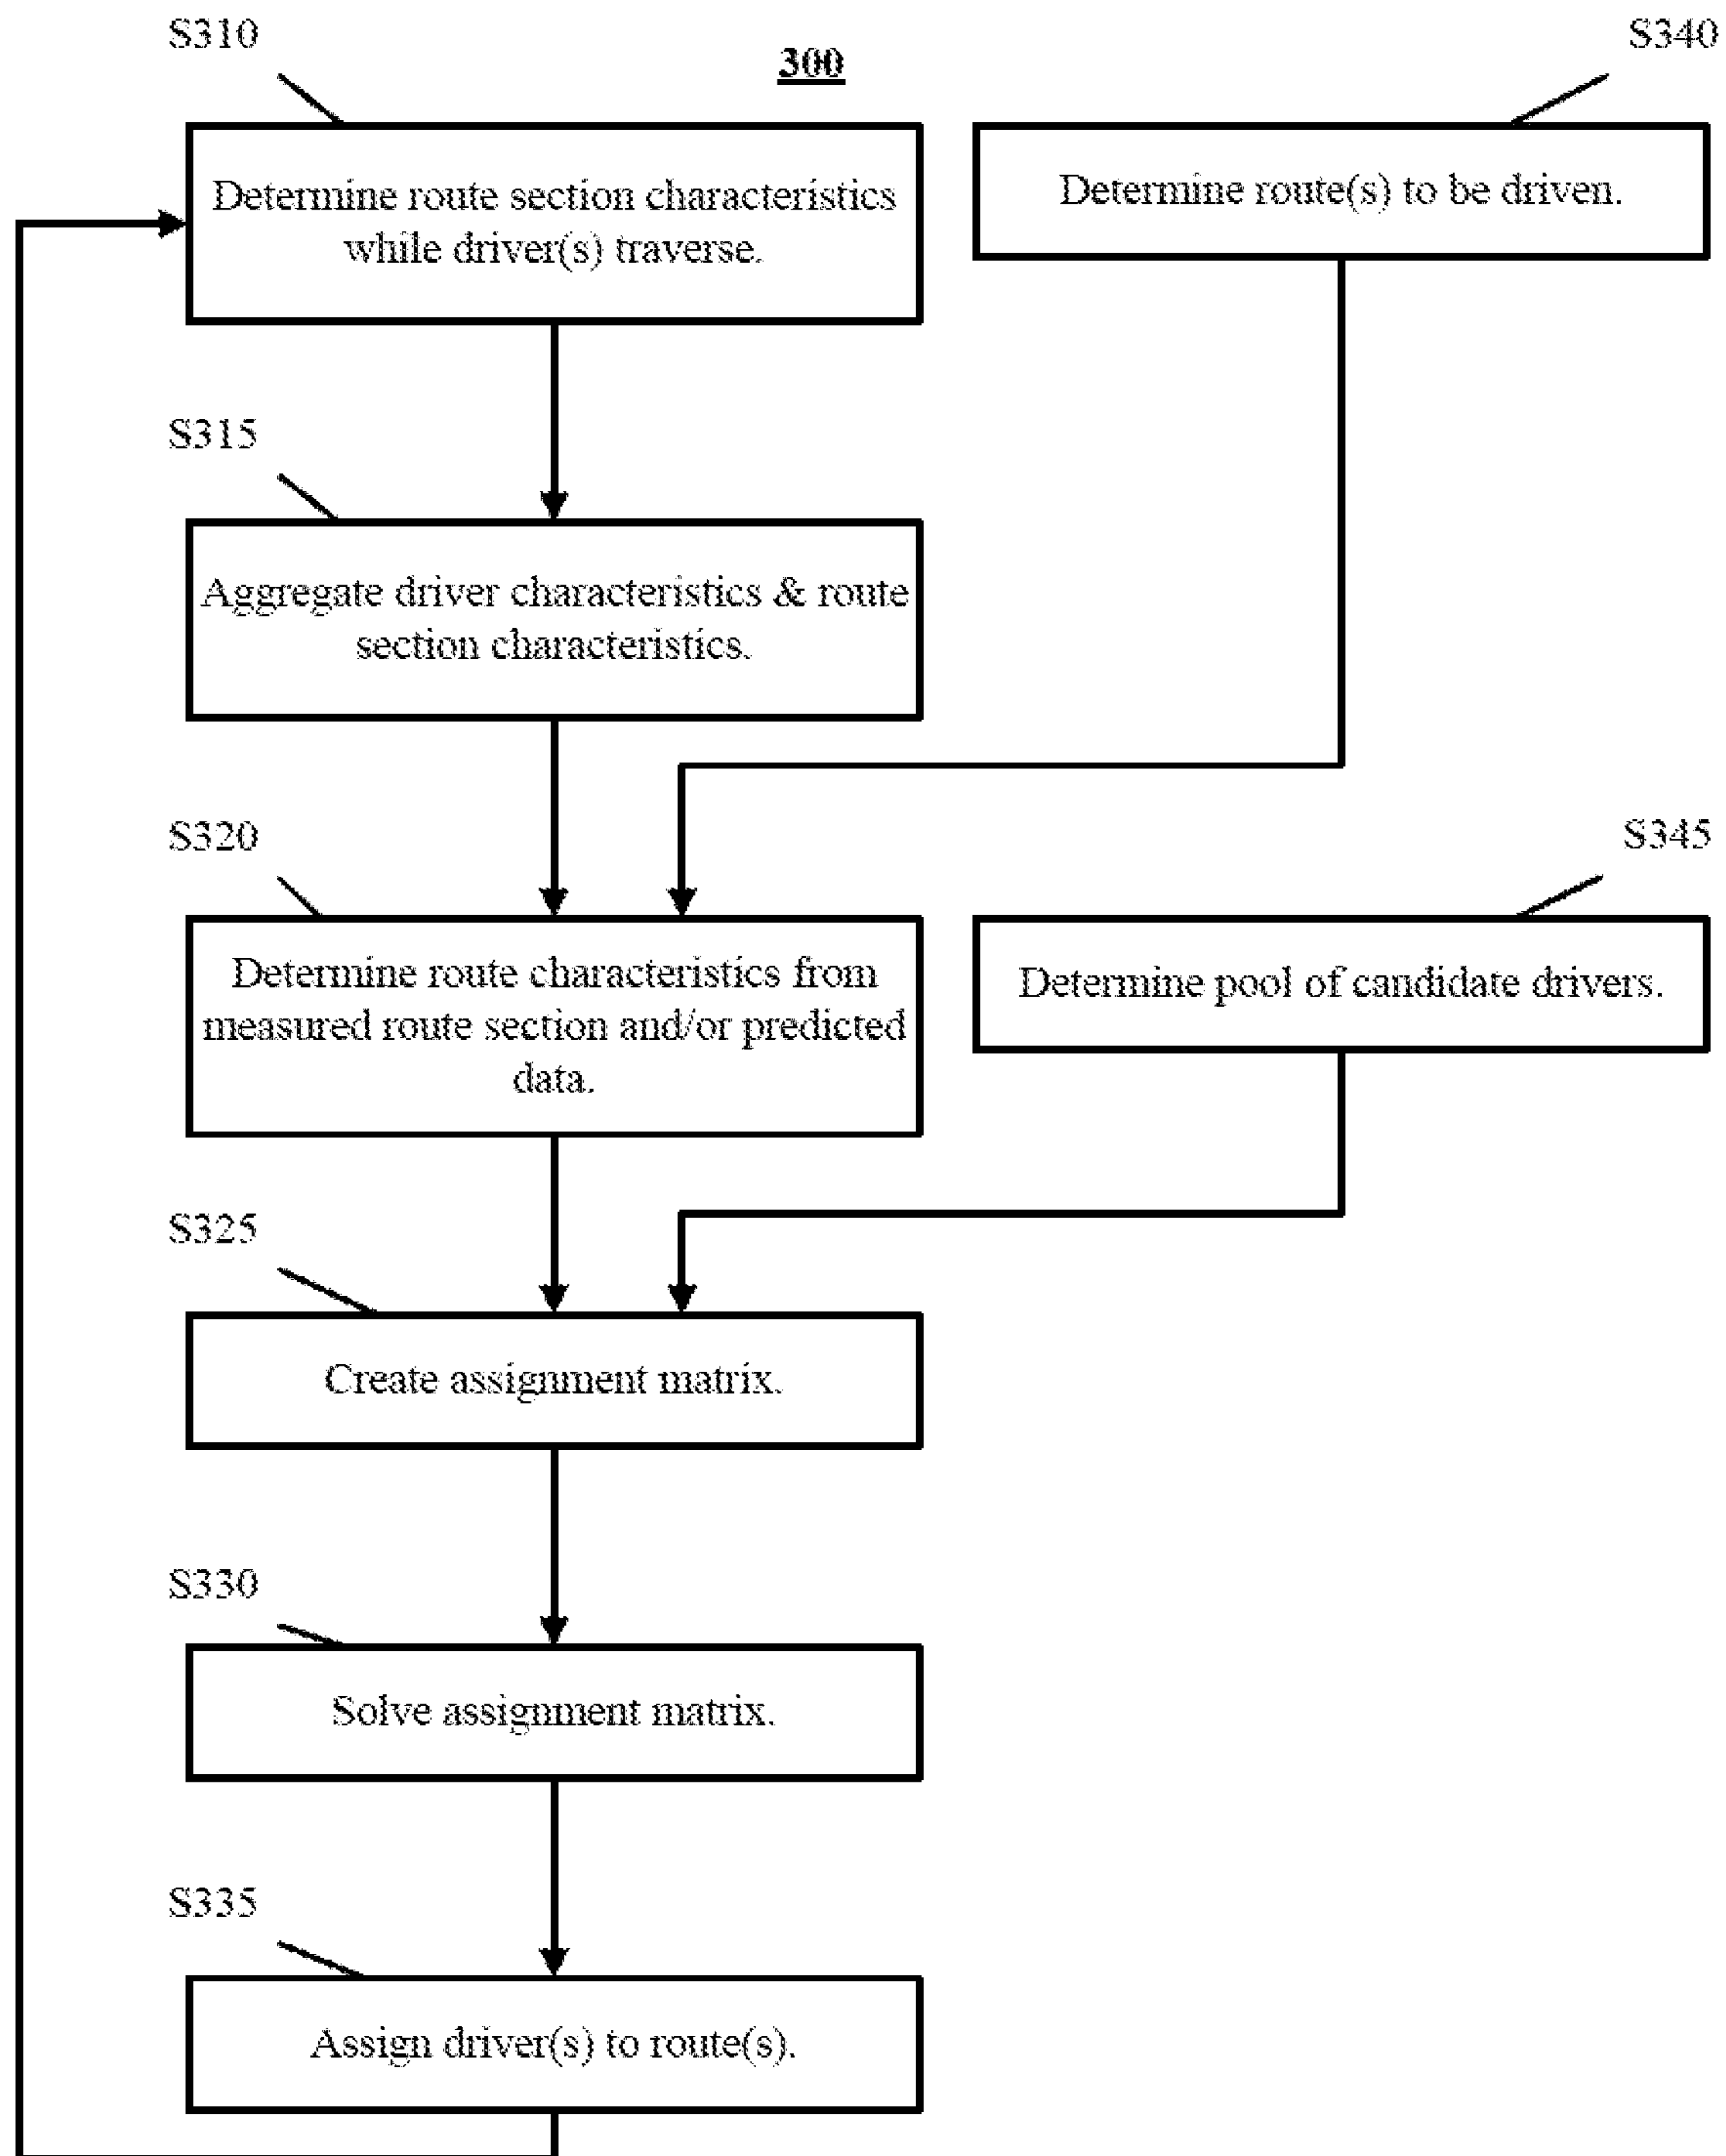 S310
300
S340
Determine route section characteristics
while driver(s) traverse.
Determine route(s) to be driven.
S315
Aggregate driver characteristics & route
section characteristics.
S320
S345
Determine route characteristics from
measured route section and/or predicted
data.
Determine pool of candidate drivers.
S325
Create assignment matrix.
S330
Solve assignment matrix.
S335
Assign driver(s) to route(s).